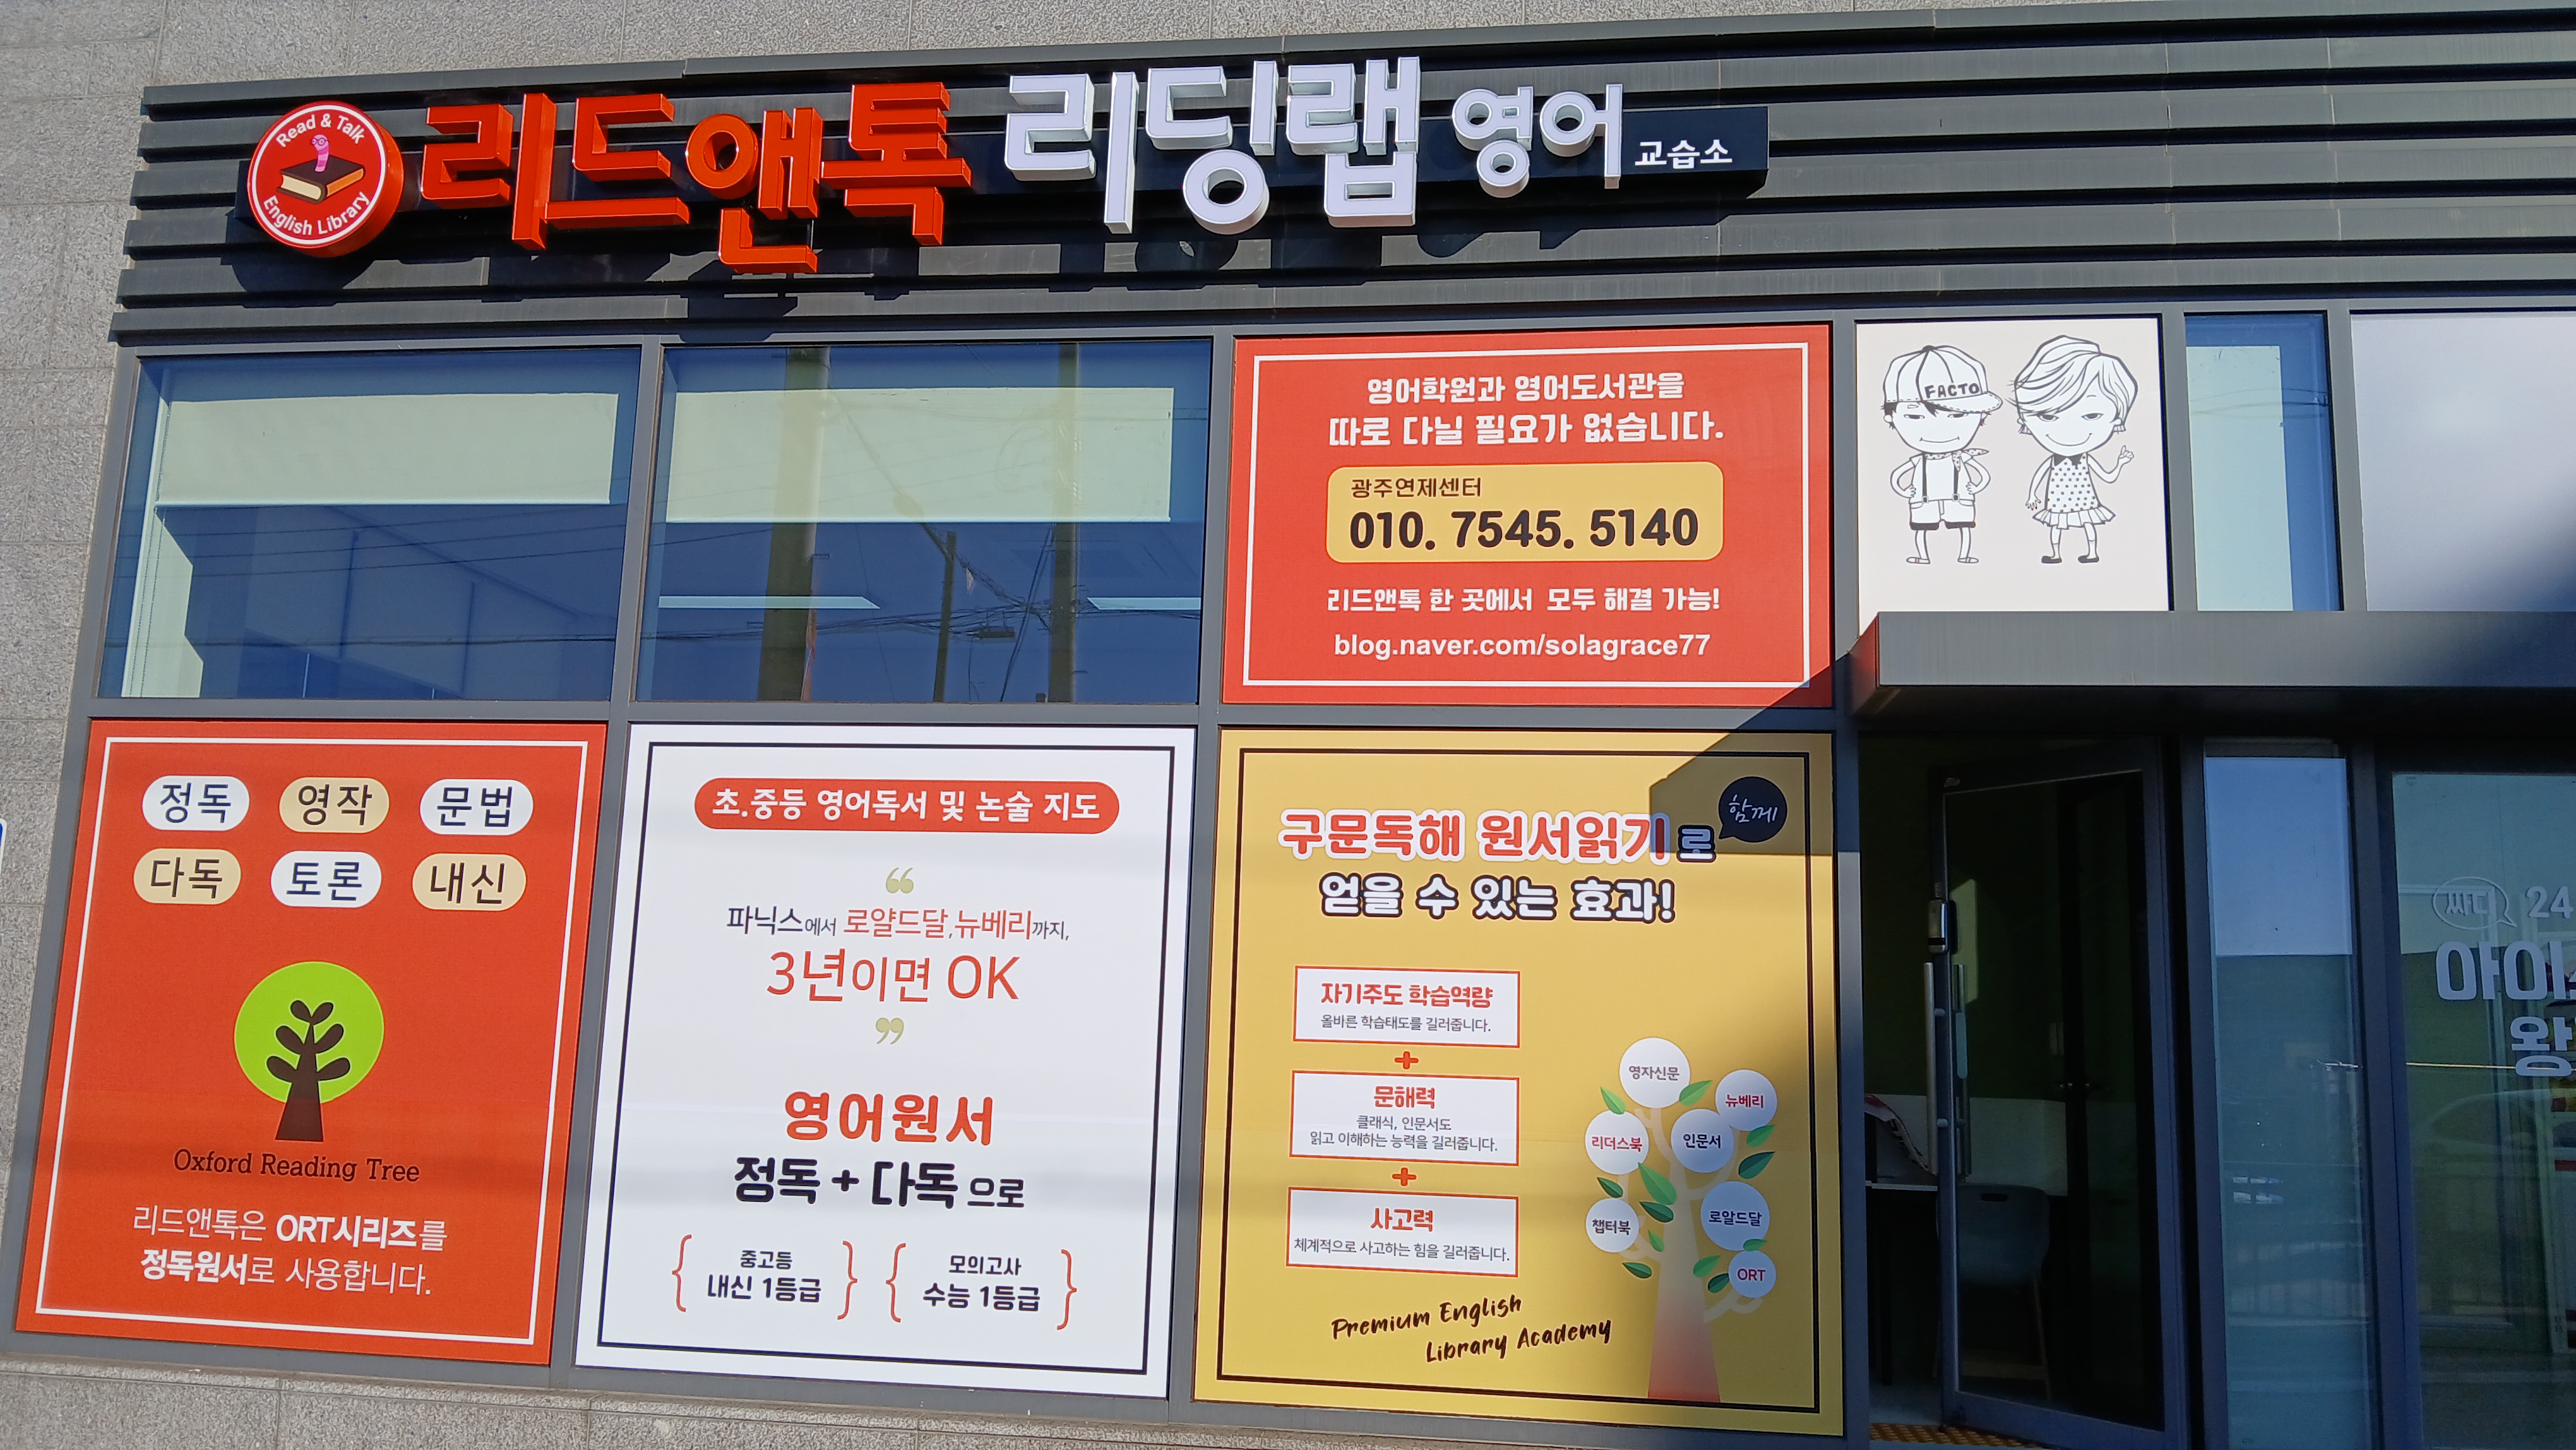 Read & Talk
English Library
리드앤톡 리딩랩 영어 교습소
영어학원과 영어도서관을
따로 다닐 필요가 없습니다.
광주연제센터
010. 7545. 5140
리드앤톡 한 곳에서 모두 해결 가능!
blog.naver.com/solagrace77
FACTO
정독 영작 문법
다독 토론 내신
Oxford Reading Tree
리드앤톡은 ORT시리즈를
정독원서로 사용합니다.
초.중등 영어독서 및 논술 지도
“
파닉스에서 로얄드달,뉴베리까지,
3년이면 OK
”
영어원서
정독 + 다독 으로
중고등
내신 1등급
모의고사
수능 1등급
함께
구문독해 원서읽기로
얻을 수 있는 효과!
자기주도 학습역량
올바른 학습태도를 길러줍니다.
+
문해력
클래식, 인문서도
읽고 이해하는 능력을 길러줍니다.
+
사고력
체계적으로 사고하는 힘을 길러줍니다.
영자신문
뉴베리
리더스북
인문서
챕터북
로알드달
ORT
Premium English
Library Academy
싸디 24